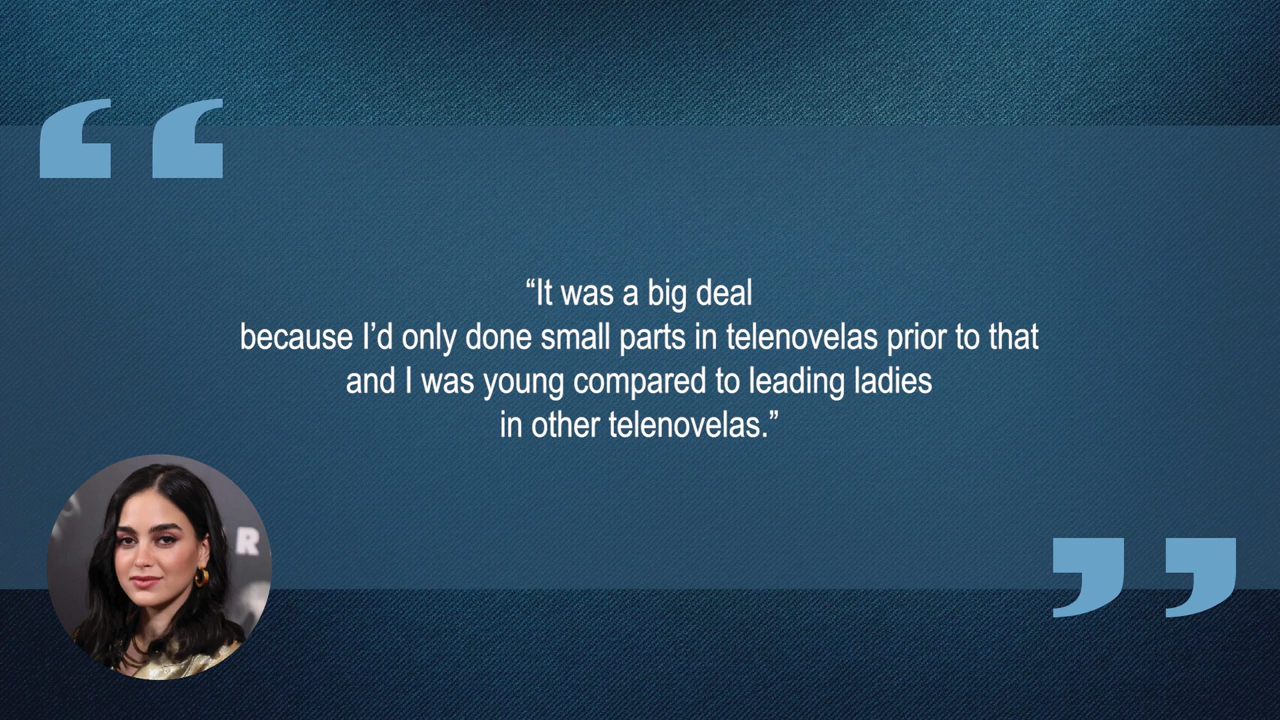 “It was a big deal
because I’d only done small parts in telenovelas prior to that
and I was young compared to leading ladies
in other telenovelas.”
R